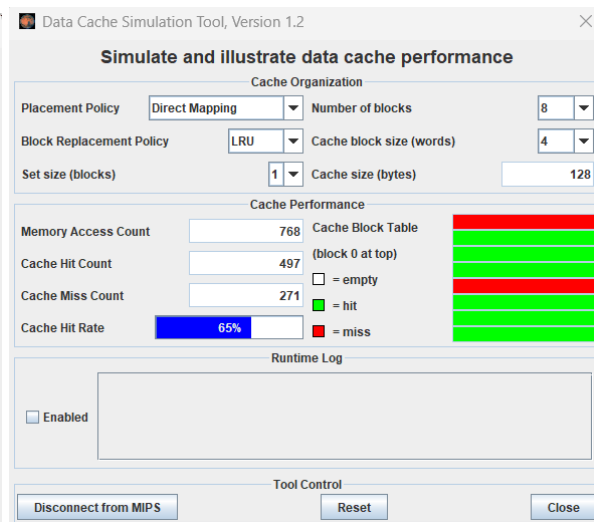 Data Cache Simulation Tool, Version 1.2
Simulate and illustrate data cache performance
Cache Organization
Placement Policy Direct Mapping Number of blocks 8
Block Replacement Policy LRU Cache block size (words) 4
Set size (blocks) 1 Cache size (bytes) 128
Cache Performance
Memory Access Count 768 Cache Block Table
(block 0 at top)
Cache Hit Count 497
= empty
Cache Miss Count 271
= hit
Cache Hit Rate 65%
= miss
Runtime Log
Enabled
Tool Control
Disconnect from MIPS Reset Close